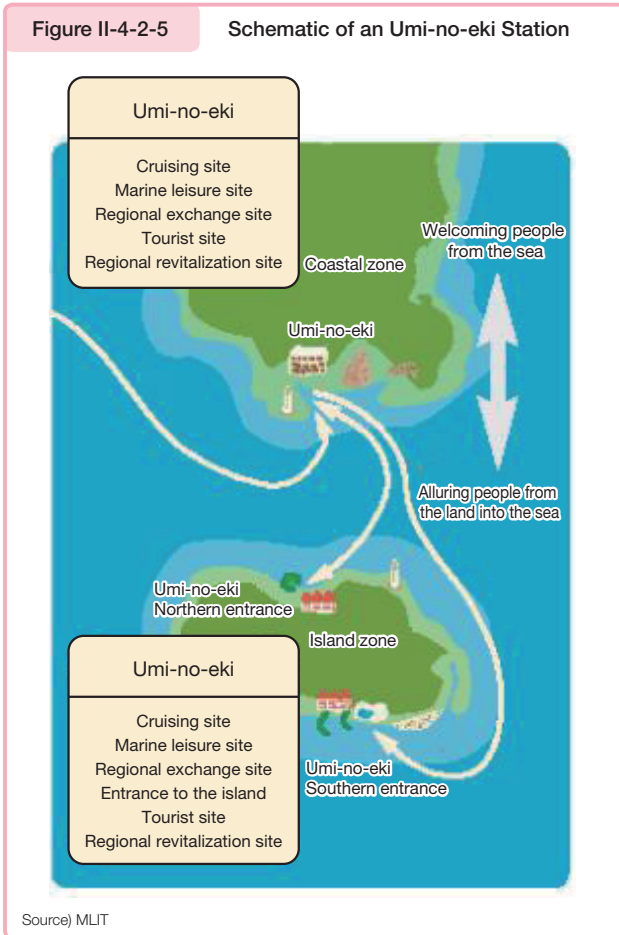 Figure II-4-2-5 Schematic of an Umi-no-eki Station
Umi-no-eki
Cruising site
Marine leisure site
Regional exchange site
Tourist site
Regional revitalization site
Coastal zone
Welcoming people
from the sea
Umi-no-eki
Alluring people from
the land into the sea
Umi-no-eki
Northern entrance
Island zone
Umi-no-eki
Cruising site
Marine leisure site
Regional exchange site
Entrance to the island
Tourist site
Regional revitalization site
Umi-no-eki
Southern entrance
Source) MLIT